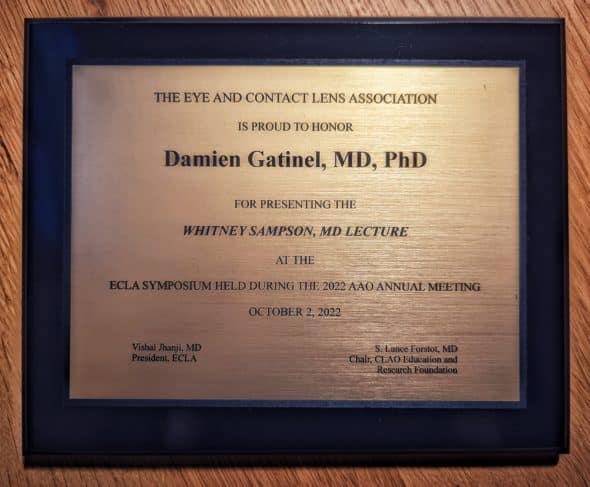 THE EYE AND CONTACT LENS ASSOCIATION
IS PROUD TO HONOR
Damien Gatinel, MD, PhD
FOR PRESENTING THE
WHITNEY SAMPSON, MD LECTURE
AT THE
ECLA SYMPOSIUM HELD DURING THE 2022 AAO ANNUAL MEETING
OCTOBER 2, 2022
Vishal Jhanji, MD
President, ECLA
S. Lance Forstot, MD
Chair, CLAO Education and
Research Foundation